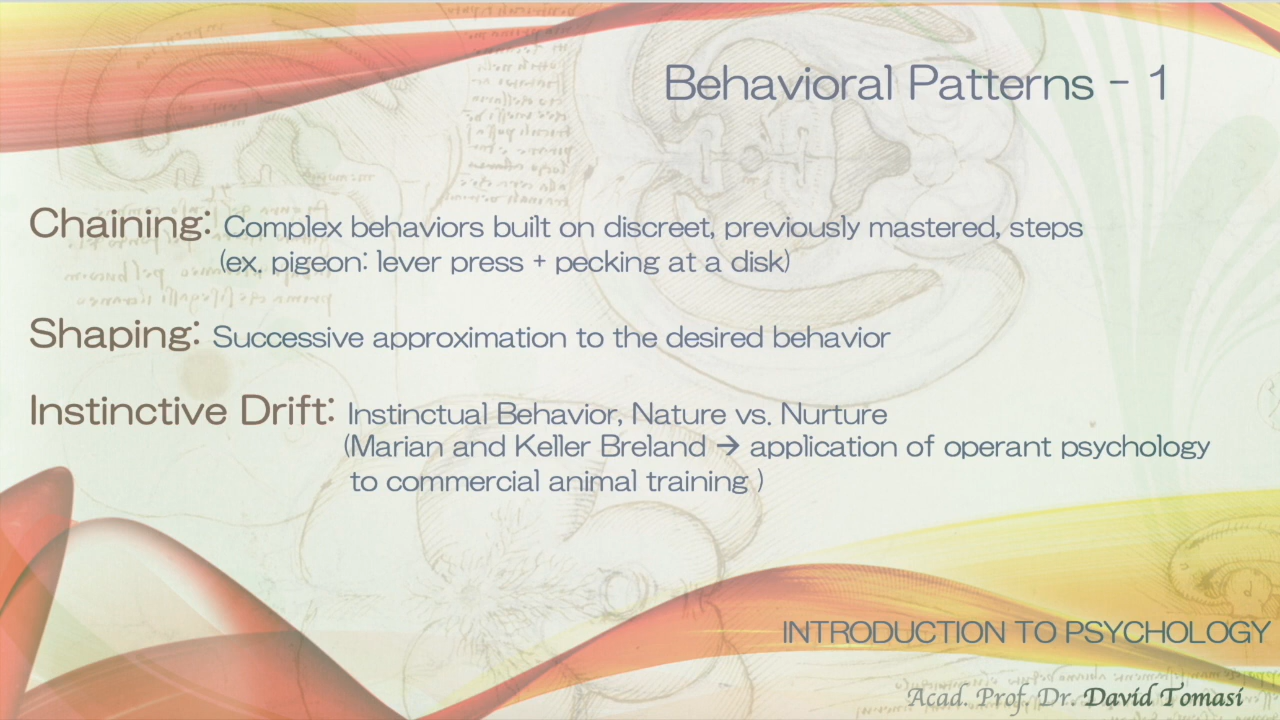 Behavioral Patterns - 1
Chaining: Complex behaviors built on discreet, previously mastered, steps
(ex. pigeon: lever press + pecking at a disk)
Shaping: Successive approximation to the desired behavior
Instinctive Drift: Instinctual Behavior, Nature vs. Nurture
(Marian and Keller Breland → application of operant psychology
to commercial animal training )
INTRODUCTION TO PSYCHOLOGY
Acad. Prof. Dr. David Tomasi